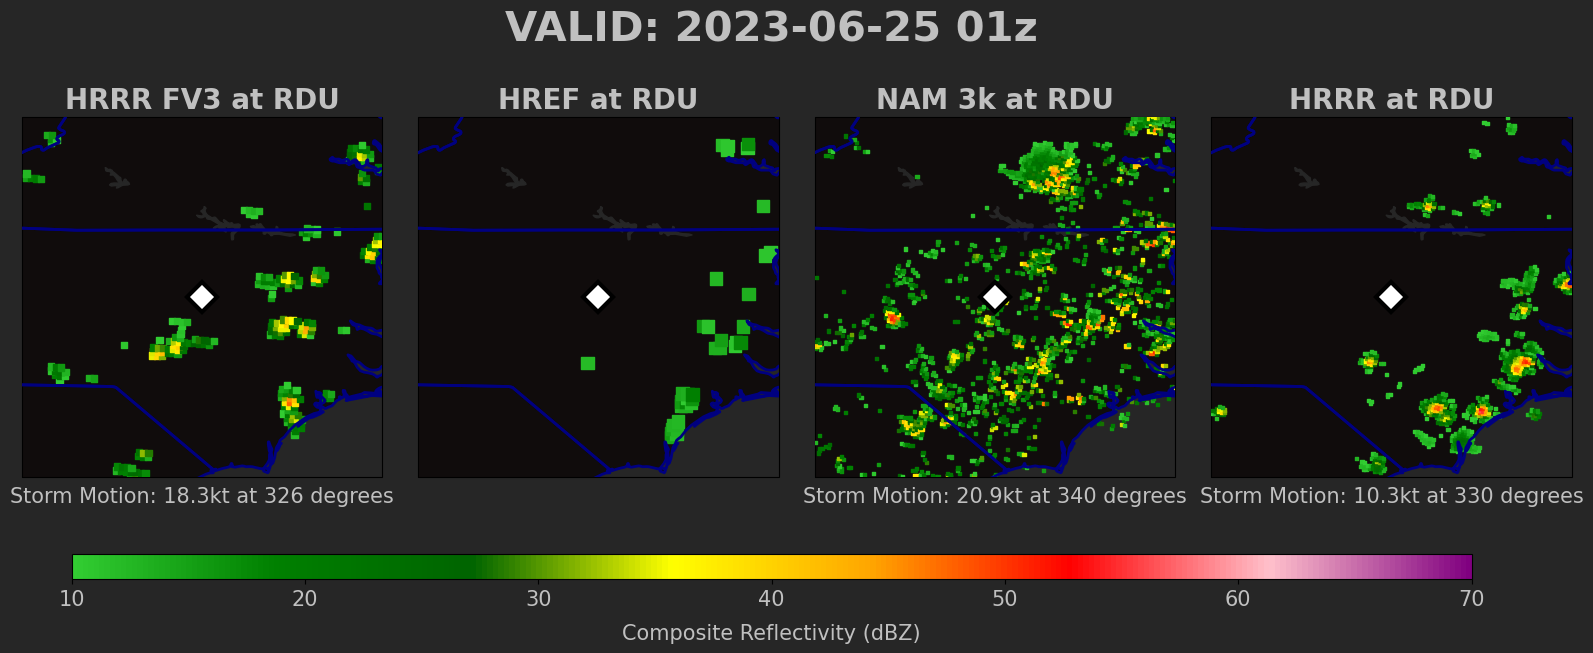 VALID: 2023-06-25 01z
HRRR FV3 at RDU
HREF at RDU
NAM 3k at RDU
HRRR at RDU
Storm Motion: 18.3kt at 326 degrees
Storm Motion: 20.9kt at 340 degrees
Storm Motion: 10.3kt at 330 degrees
10 20 30 40 50 60 70
Composite Reflectivity (dBZ)